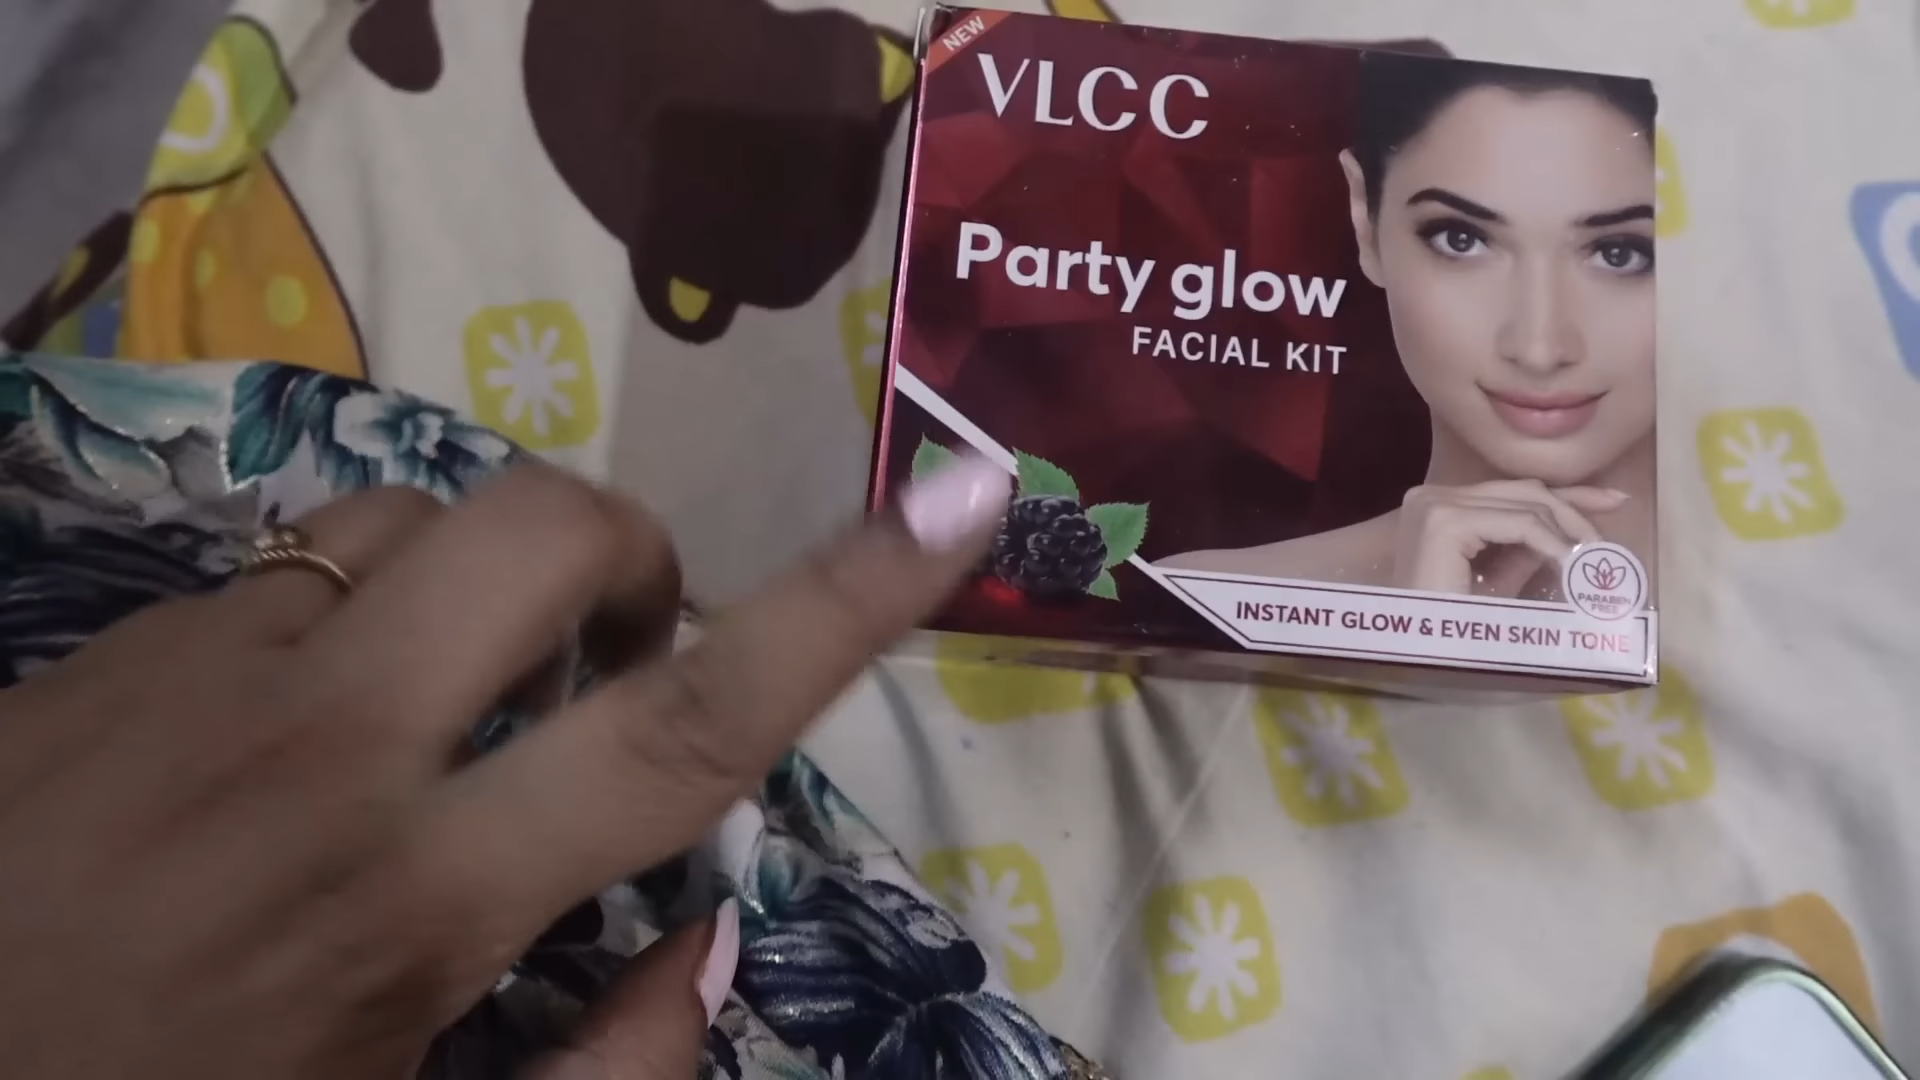 NEW
VLCC
Party glow
FACIAL KIT
INSTANT GLOW & EVEN SKIN TONE
PARABEN
FREE